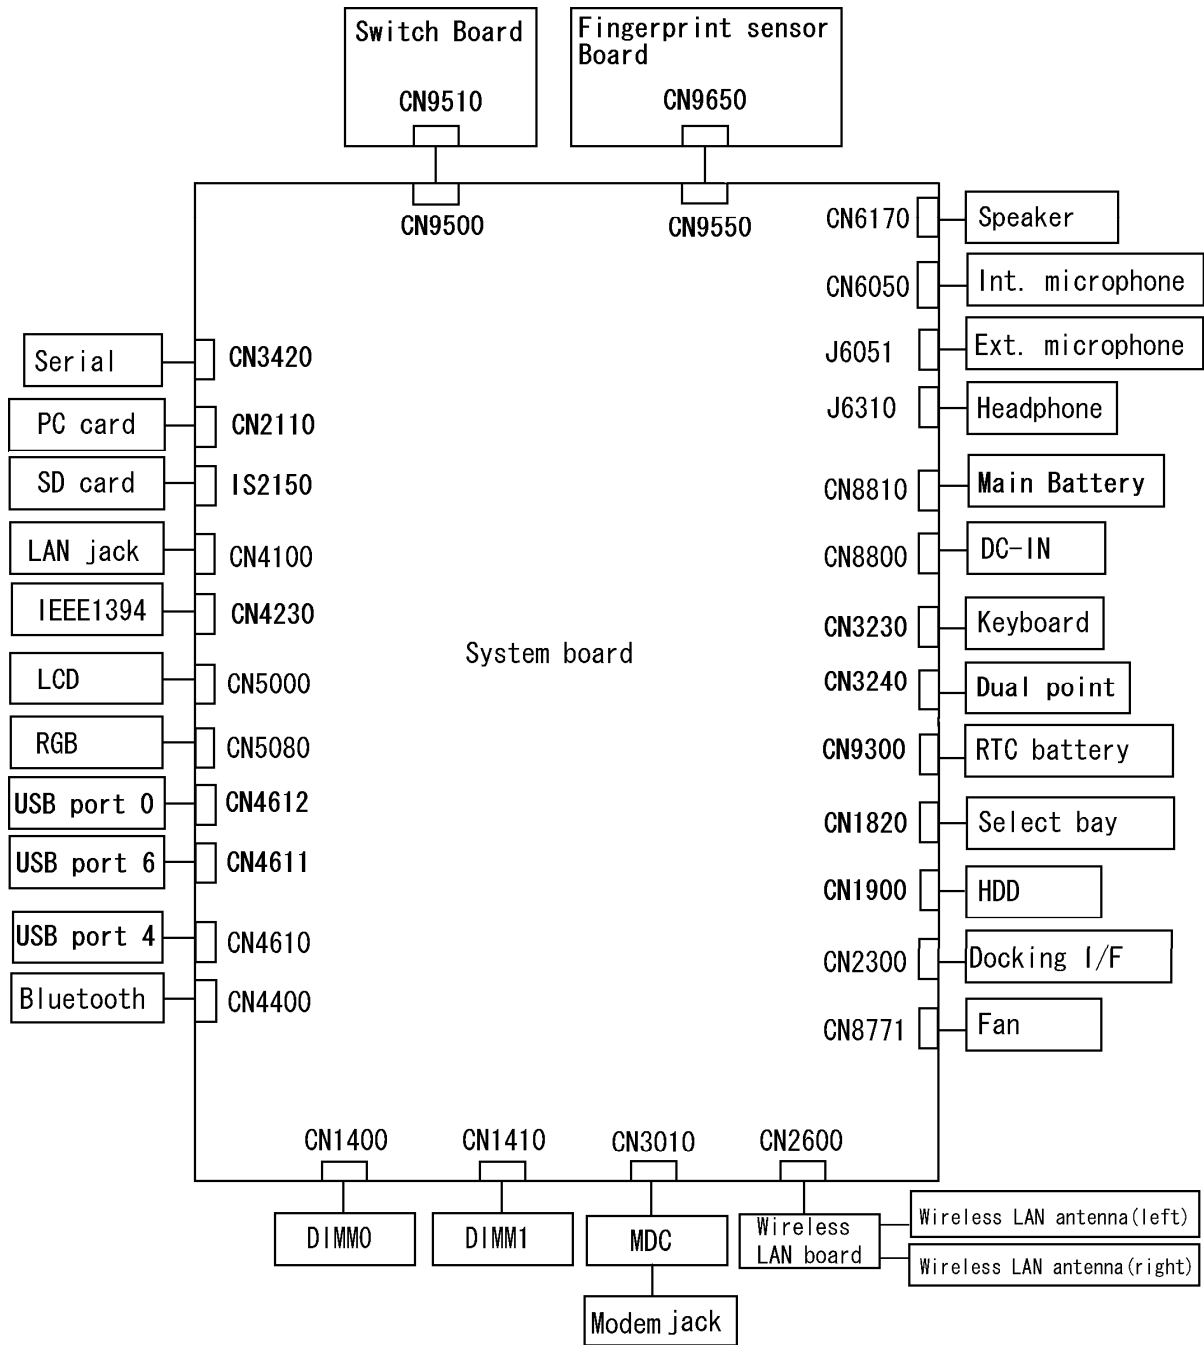 Switch Board
Fingerprint sensor
Board
CN9510
CN9650
CN9500
CN9550
CN6170
Speaker
CN6050
Int. microphone
J6051
Ext. microphone
J6310
Headphone
CN8810
Main Battery
CN8800
DC-IN
CN3230
Keyboard
CN3240
Dual point
CN9300
RTC battery
CN1820
Select bay
CN1900
HDD
CN2300
Docking I/F
CN8771
Fan
Serial
CN3420
PC card
CN2110
SD card
IS2150
LAN jack
CN4100
IEEE1394
CN4230
LCD
CN5000
RGB
CN5080
USB port 0
CN4612
USB port 6
CN4611
USB port 4
CN4610
Bluetooth
CN4400
System board
CN1400
CN1410
CN3010
CN2600
DIMM0
DIMM1
MDC
Wireless
LAN board
Wireless LAN antenna(left)
Wireless LAN antenna(right)
Modem jack